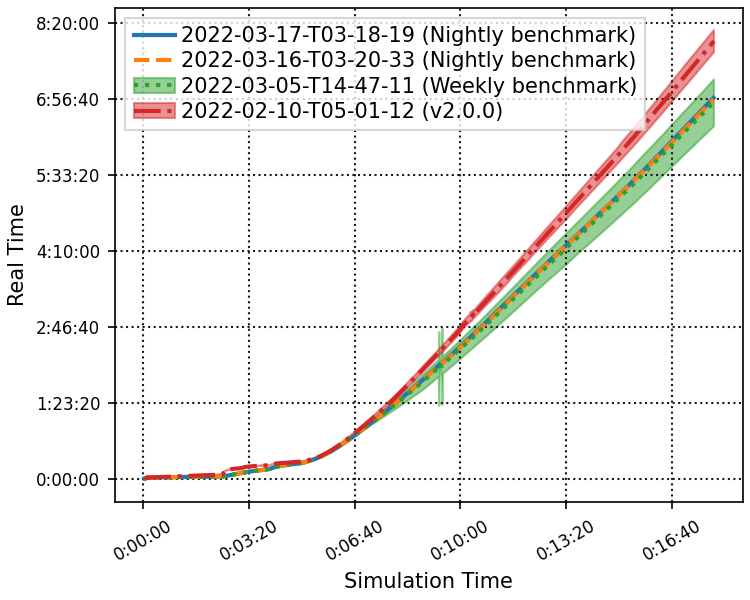 2022-03-17-T03-18-19 (Nightly benchmark)
2022-03-16-T03-20-33 (Nightly benchmark)
2022-03-05-T14-47-11 (Weekly benchmark)
2022-02-10-T05-01-12 (v2.0.0)
Real Time
8:20:00
6:56:40
5:33:20
4:10:00
2:46:40
1:23:20
0:00:00
0:00:00 0:03:20 0:06:40 0:10:00 0:13:20 0:16:40
Simulation Time